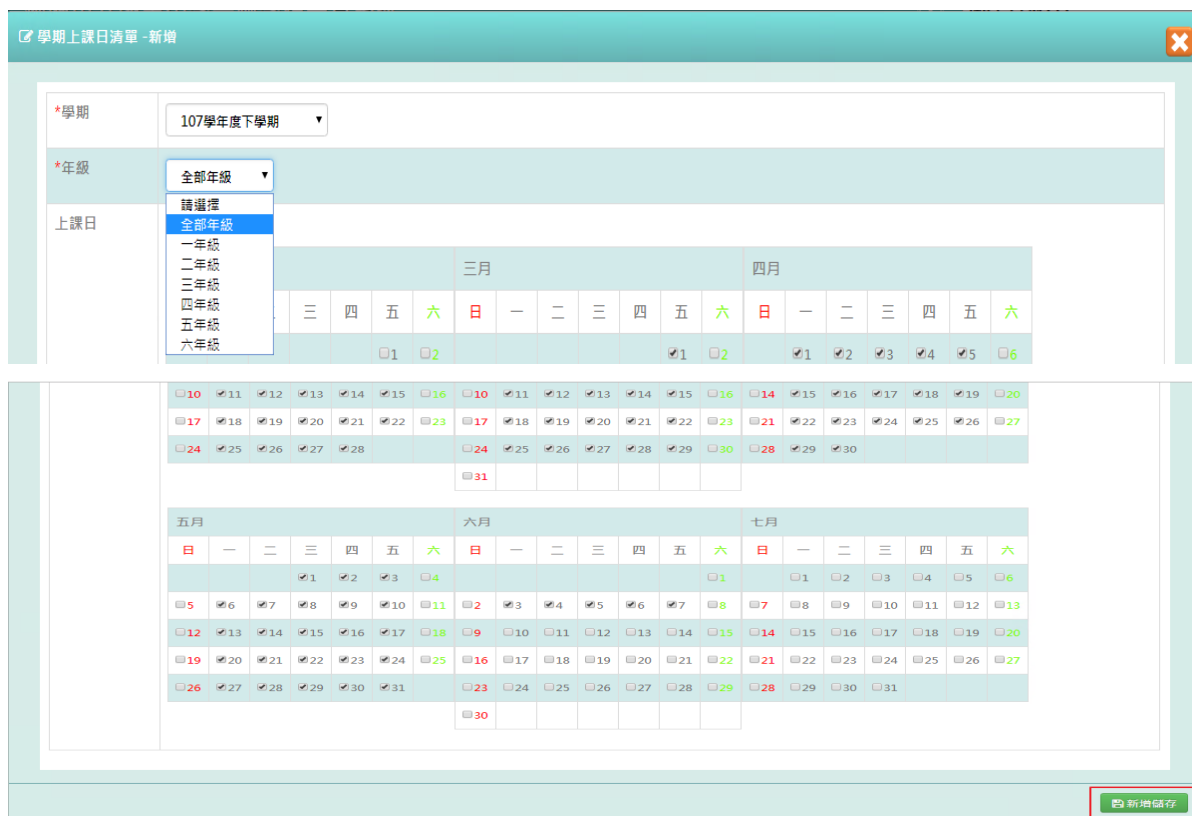 學期上課日清單 -新增
*學期
107學年度下學期
*年級
全部年級
請選擇
全部年級
一年級
二年級
三年級
四年級
五年級
六年級
上課日
三月 四月
三 四 五 六 日 一 二 三 四 五 六 日 一 二 三 四 五 六
1 2 1 2 1 2 3 4 5 6
10 11 12 13 14 15 16 10 11 12 13 14 15 16 14 15 16 17 18 19 20
17 18 19 20 21 22 23 17 18 19 20 21 22 23 21 22 23 24 25 26 27
24 25 26 27 28 24 25 26 27 28 29 30 28 29 30
31
五月 六月 七月
日 一 二 三 四 五 六 日 一 二 三 四 五 六 日 一 二 三 四 五 六
1 2 3 4 1 1 2 3 4 5 6
5 6 7 8 9 10 11 2 3 4 5 6 7 8 7 8 9 10 11 12 13
12 13 14 15 16 17 18 9 10 11 12 13 14 15 14 15 16 17 18 19 20
19 20 21 22 23 24 25 16 17 18 19 20 21 22 21 22 23 24 25 26 27
26 27 28 29 30 31 23 24 25 26 27 28 29 28 29 30 31
30
新增儲存